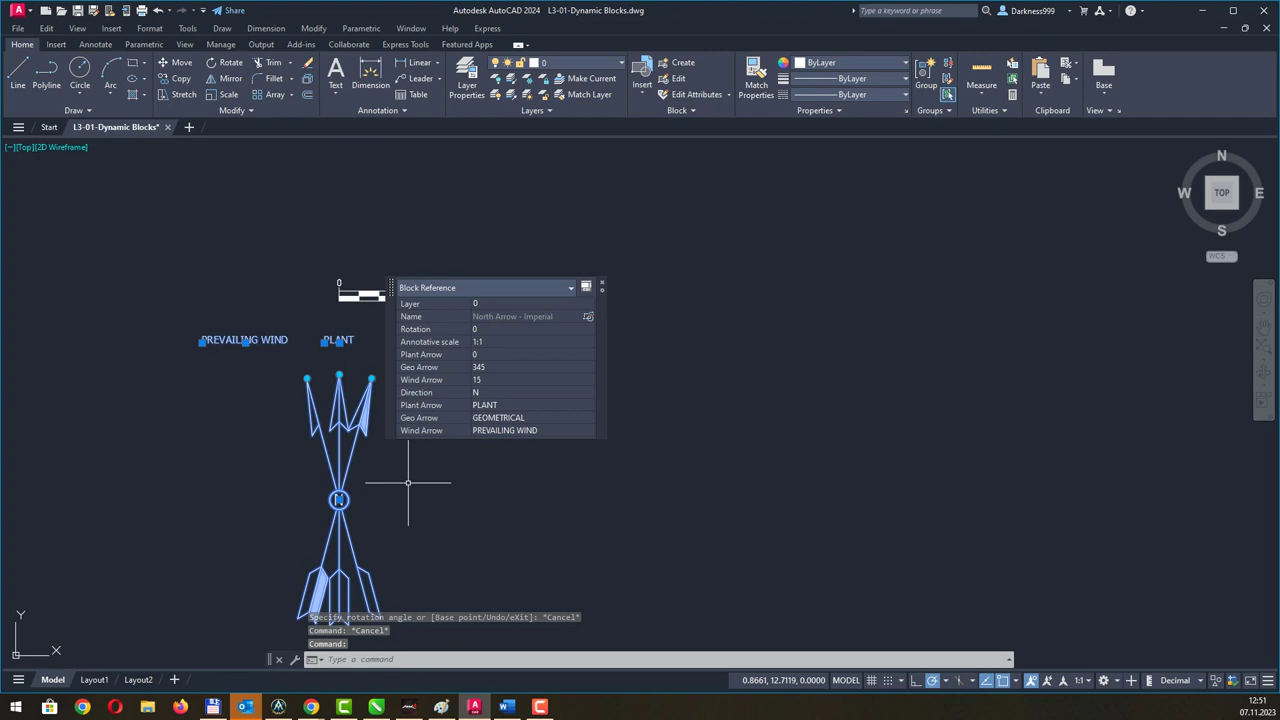 Share
Autodesk AutoCAD 2024 L3-01-Dynamic Blocks.dwg
Type a keyword or phrase
Darkness999
File Edit View Insert Format Tools Draw Dimension Modify Parametric Window Help Express
Home Insert Annotate Parametric View Manage Output Add-ins Collaborate Express Tools Featured Apps
Line Polyline Circle Arc
Move Rotate Trim
Copy Mirror Fillet
Stretch Scale Array
Text Dimension
Linear
Leader
Table
Layer Properties
0
Make Current
Match Layer
Insert
Create
Edit
Edit Attributes
Match Properties
ByLayer
ByLayer
ByLayer
Group
Measure
Paste
Base
Draw Modify Annotation Layers Block Properties Groups Utilities Clipboard View
Start L3-01-Dynamic Blocks*
[−][Top][2D Wireframe]
N
W TOP E
S
WCS
0
PREVAILING WIND PLANT
N
Block Reference
Layer 0
Name North Arrow - Imperial
Rotation 0
Annotative scale 1:1
Plant Arrow 0
Geo Arrow 345
Wind Arrow 15
Direction N
Plant Arrow PLANT
Geo Arrow GEOMETRICAL
Wind Arrow PREVAILING WIND
Specify rotation angle or [Base point/Undo/eXit]: *Cancel*
Command: *Cancel*
Command:
Type a command
Y
X
Model Layout1 Layout2
0.8661, 12.7119, 0.0000 MODEL 1:1 Decimal
12:51
07.11.2023